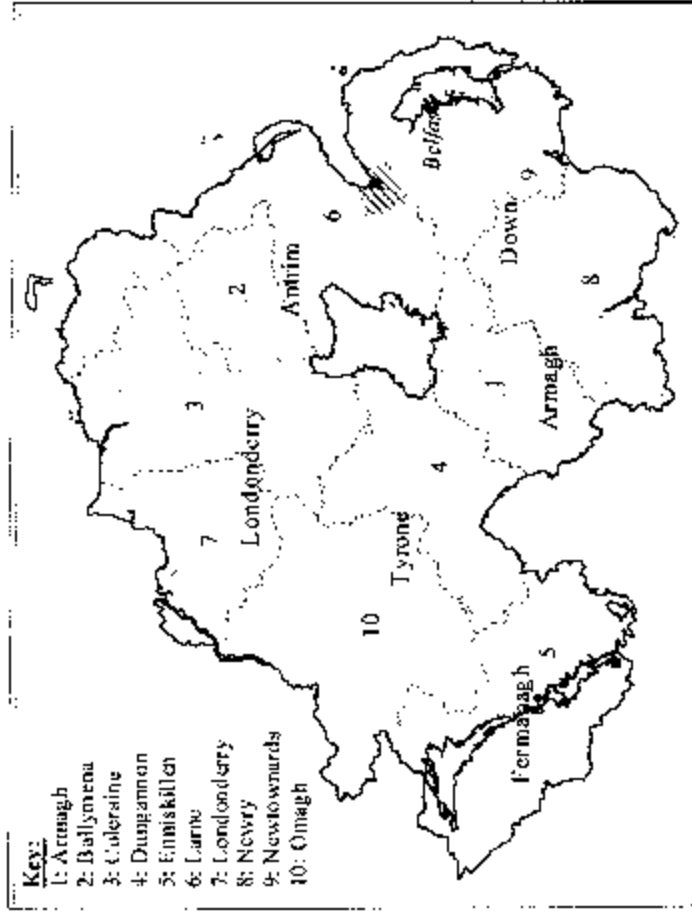 Key:
1: Armagh
2: Ballymena
3: Coleraine
4: Dungannon
5: Enniskillen
6: Larne
7: Londonderry
8: Newry
9: Newtownards
10: Omagh
7
3
2
6
Londonderry
Antrim
Belfast
10
Tyrone
4
1
Down
9
Armagh
8
Fermanagh
5